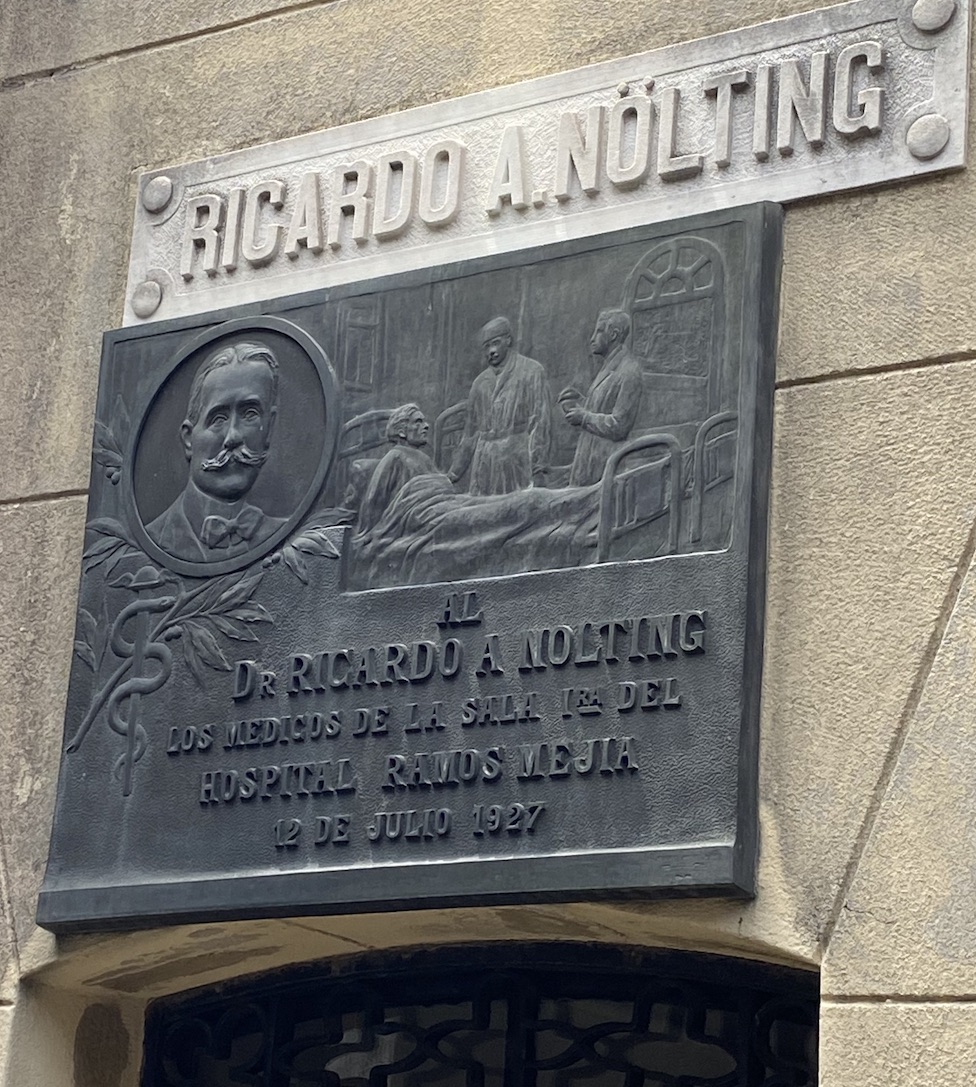 RICARDO A. NÖLTING
AL
DR RICARDO A NOLTING
LOS MEDICOS DE LA SALA 1RA DEL
HOSPITAL RAMOS MEJIA
12 DE JULIO 1927